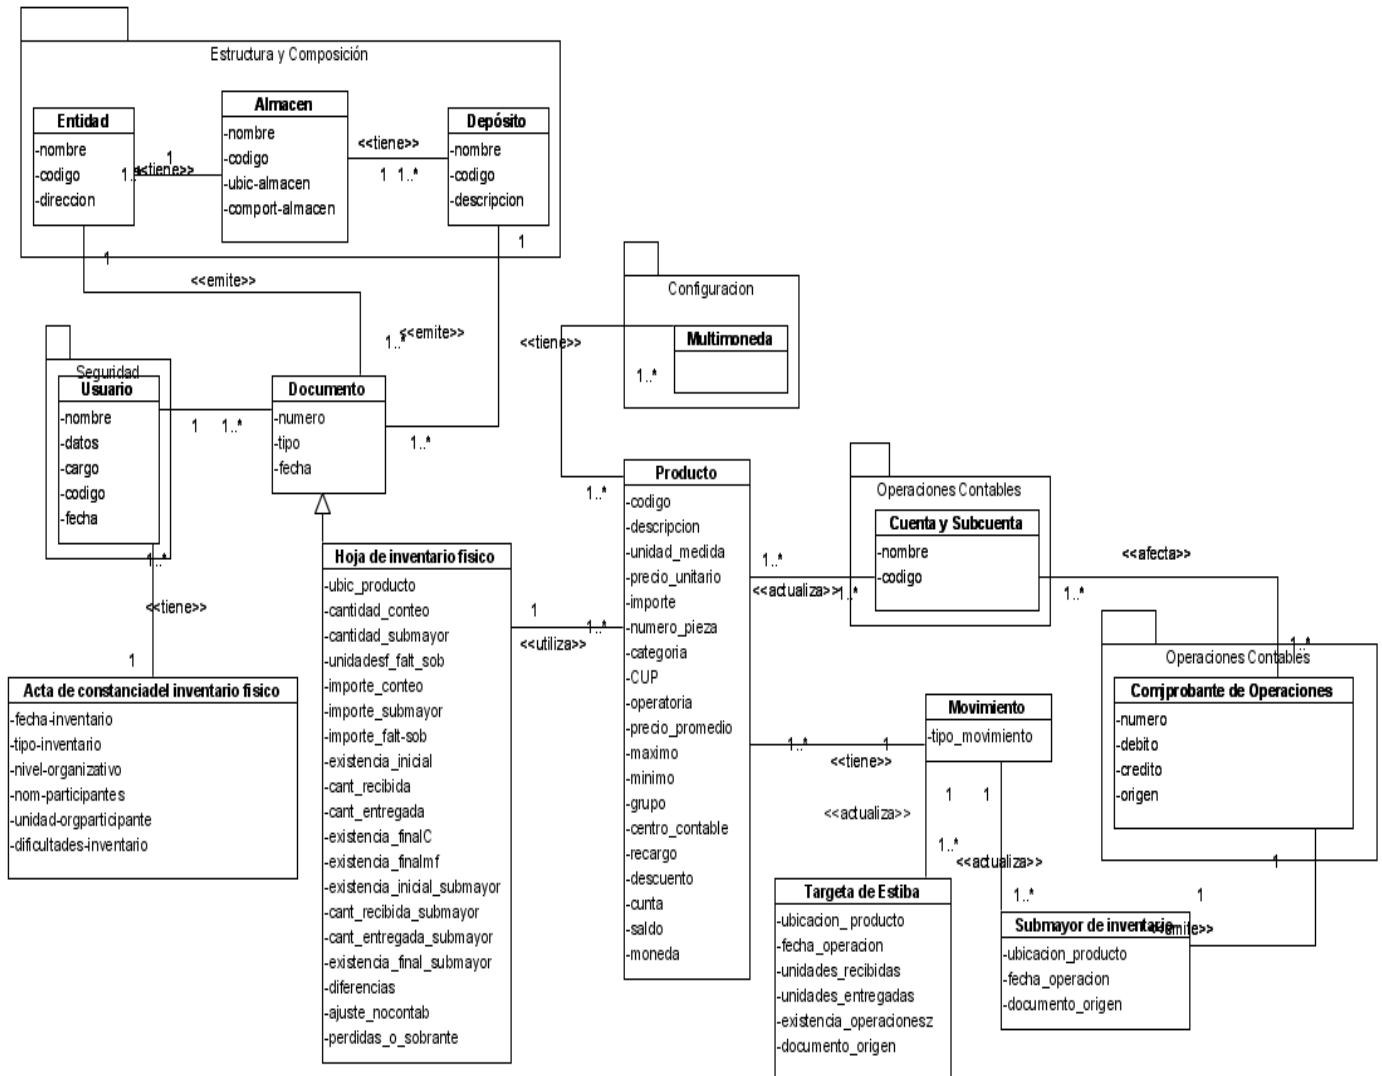 Estructura y Composición
Entidad
-nombre
-codigo
-direccion
1..*
<<tiene>>
1
Almacen
-nombre
-codigo
-ubic-almacen
-comport-almacen
<<tiene>>
1 1..*
Depósito
-nombre
-codigo
-descripcion
1
1
<<emite>>
1..*
<<emite>>
Seguridad
Usuario
-nombre
-datos
-cargo
-codigo
-fecha
1 1..*
Documento
-numero
-tipo
-fecha
1..*
<<tiene>>
Configuracion
Multimoneda
1..*
1..*
1..*
<<tiene>>
1
Acta de constanciadel inventario fisico
-fecha-inventario
-tipo-inventario
-nivel-organizativo
-nom-participantes
-unidad-orgparticipante
-dificultades-inventario
Hoja de inventario fisico
-ubic_producto
-cantidad_conteo
-cantidad_submayor
-unidadesf_falt_sob
-importe_conteo
-importe_submayor
-importe_falt-sob
-existencia_inicial
-cant_recibida
-cant_entregada
-existencia_finalC
-existencia_finalmf
-existencia_inicial_submayor
-cant_recibida_submayor
-cant_entregada_submayor
-existencia_final_submayor
-diferencias
-ajuste_nocontab
-perdidas_o_sobrante
1
1..*
<<utiliza>>
Producto
-codigo
-descripcion
-unidad_medida
-precio_unitario
-importe
-numero_pieza
-categoria
-CUP
-operatoria
-precio_promedio
-maximo
-minimo
-grupo
-centro_contable
-recargo
-descuento
-cunta
-saldo
-moneda
1..*
<<actualiza>>
1..*
Operaciones Contables
Cuenta y Subcuenta
-nombre
-codigo
<<afecta>>
1..*
1..*
Operaciones Contables
Comprobante de Operaciones
-numero
-debito
-credito
-origen
1
1..*
1
<<tiene>>
Movimiento
-tipo_movimiento
<<actualiza>>
1 1
1..*
<<actualiza>>
1..*
Targeta de Estiba
-ubicacion_ producto
-fecha_operacion
-unidades_recibidas
-unidades_entregadas
-existencia_operacionesz
-documento_origen
Submayor de inventario
-ubicacion_producto
-fecha_operacion
-documento_origen
1
<<emite>>